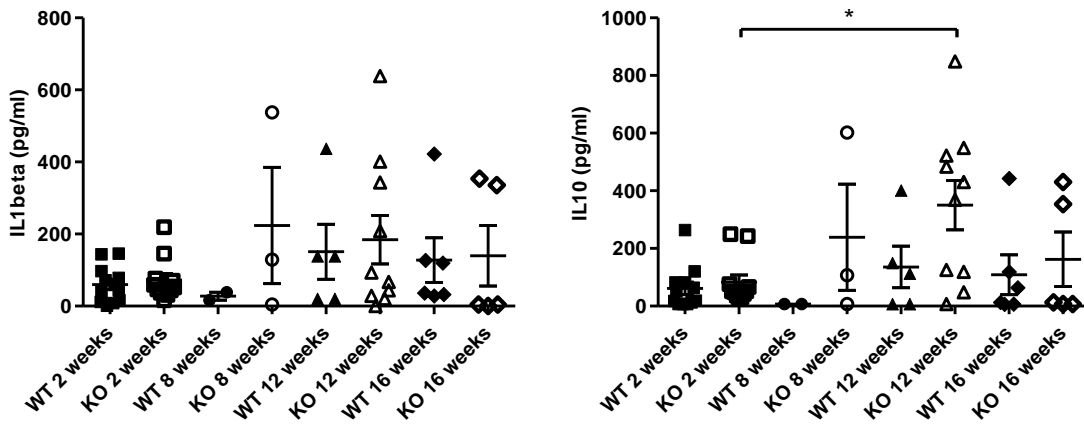 IL1beta (pg/ml)
800
600
400
200
0
WT 2 weeks
KO 2 weeks
WT 8 weeks
KO 8 weeks
WT 12 weeks
KO 12 weeks
WT 16 weeks
KO 16 weeks
IL10 (pg/ml)
1000
800
600
400
200
0
*
WT 2 weeks
KO 2 weeks
WT 8 weeks
KO 8 weeks
WT 12 weeks
KO 12 weeks
WT 16 weeks
KO 16 weeks